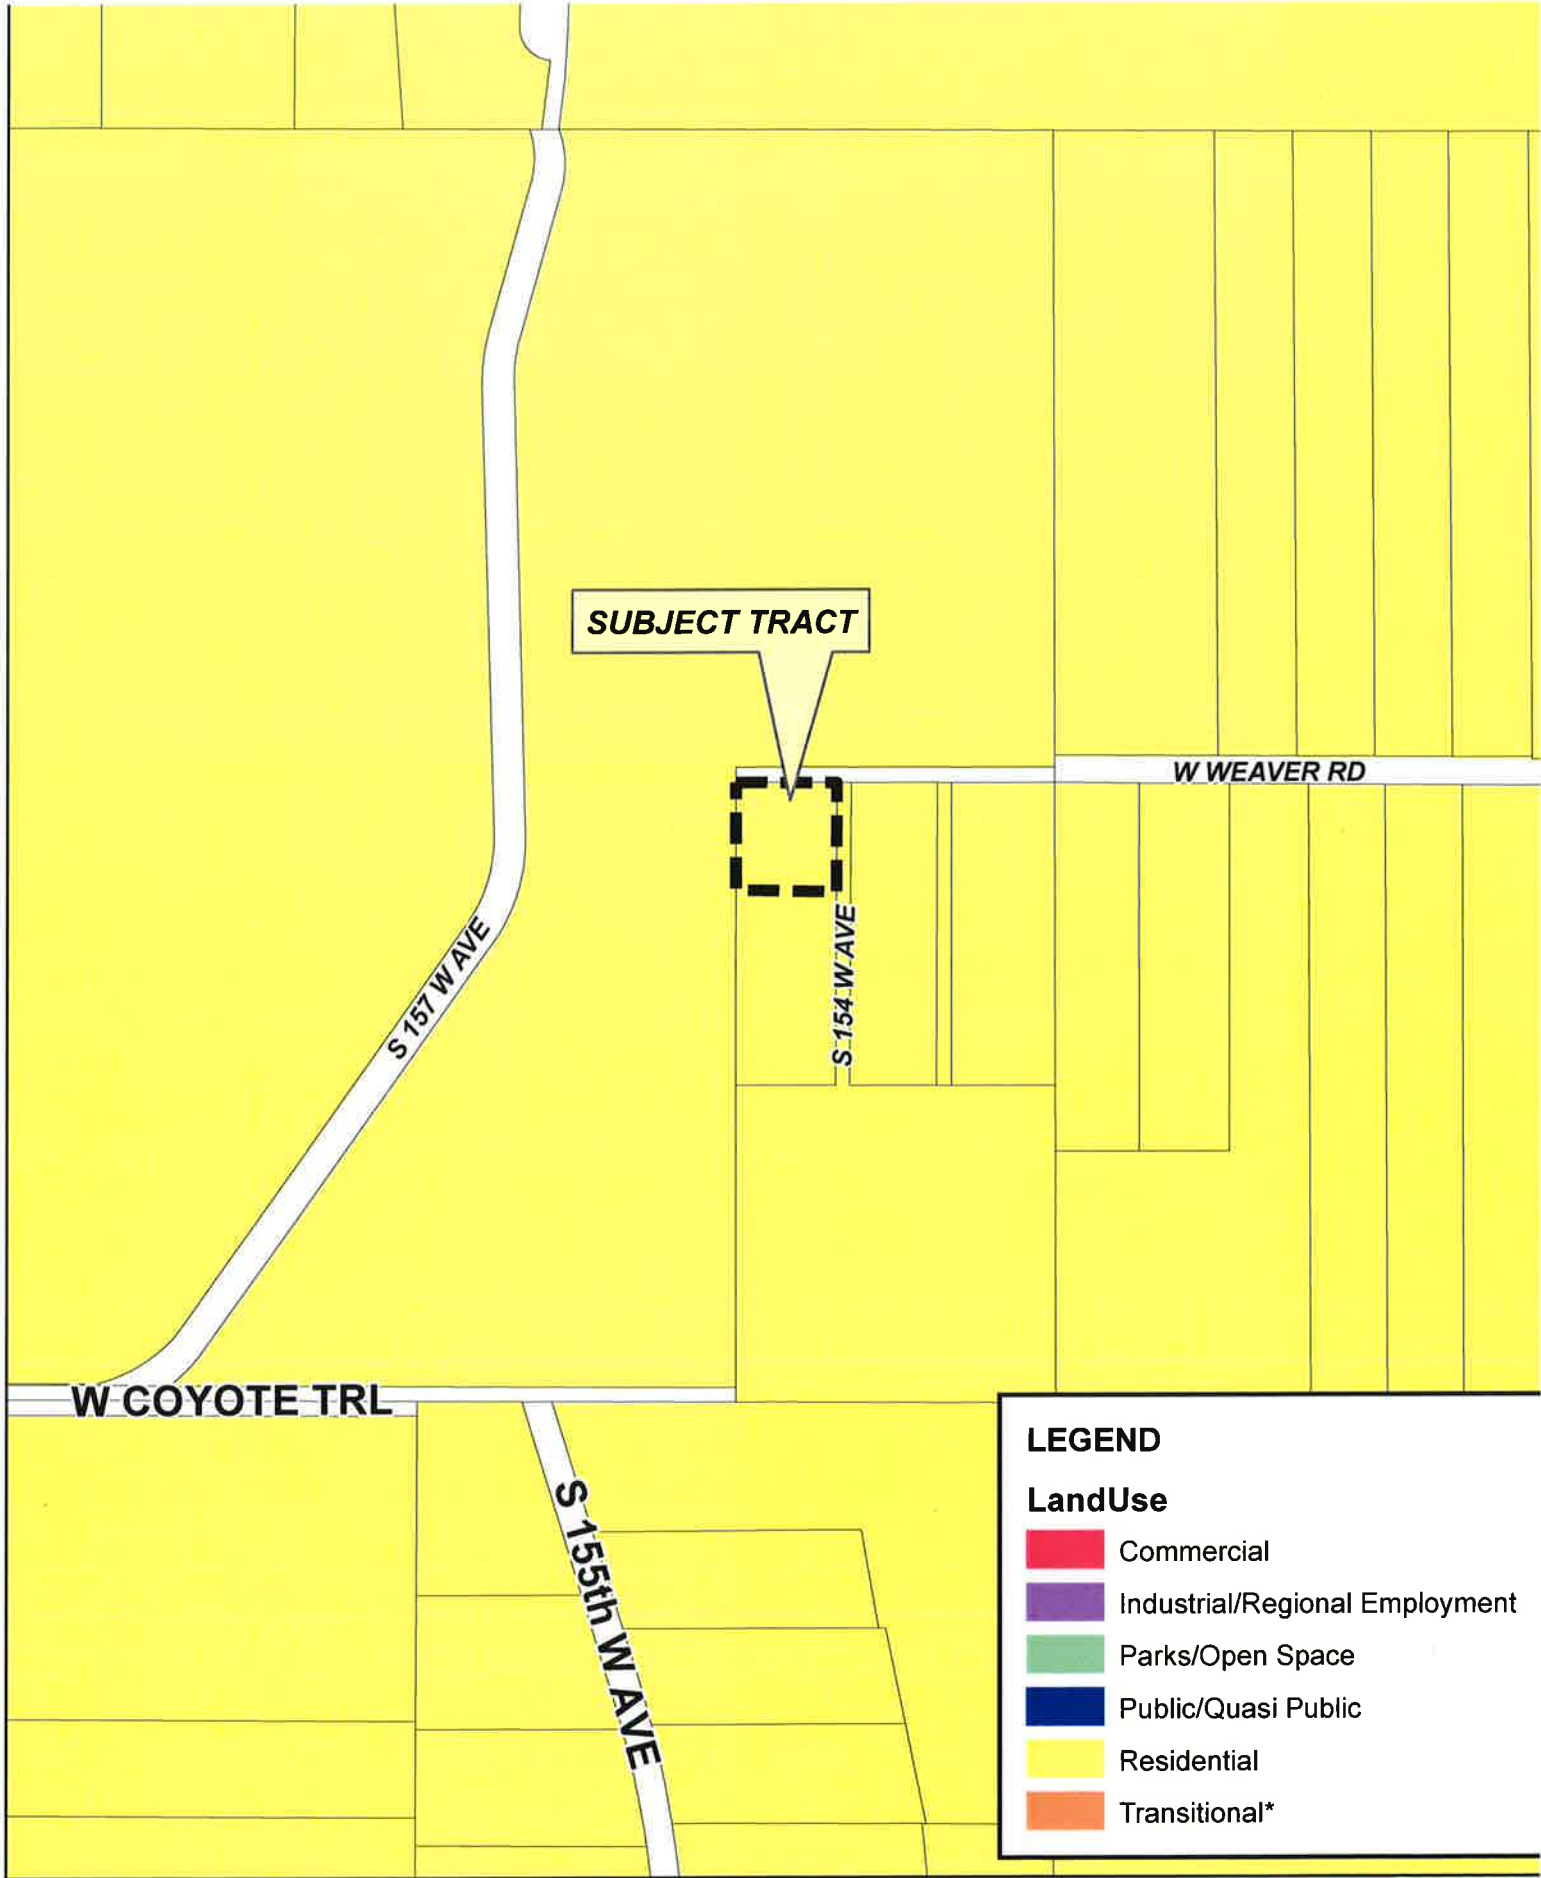 SUBJECT TRACT
W WEAVER RD
S 154 W AVE
S 157 W AVE
W COYOTE TRL
S 155th W AVE
LEGEND
LandUse
Commercial
Industrial/Regional Employment
Parks/Open Space
Public/Quasi Public
Residential
Transitional*